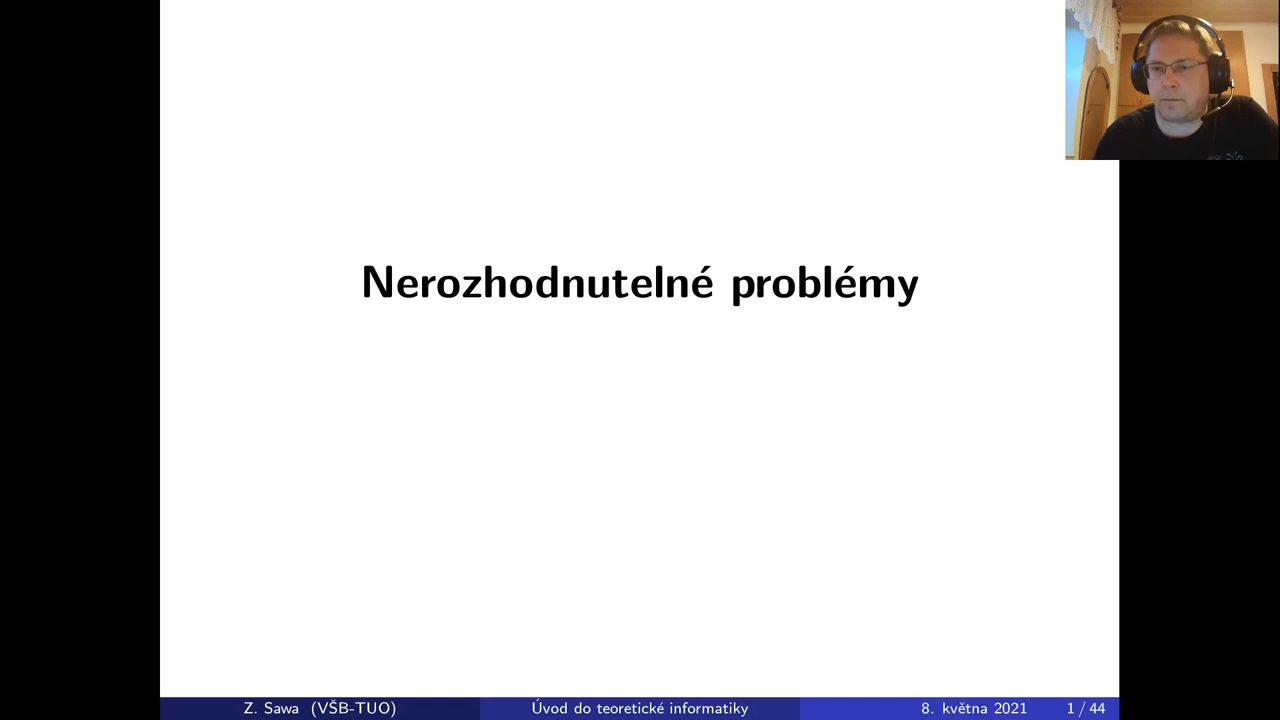 Nerozhodnutelné problémy
Z. Sawa (VŠB-TUO) Úvod do teoretické informatiky 8. května 2021 1 / 44